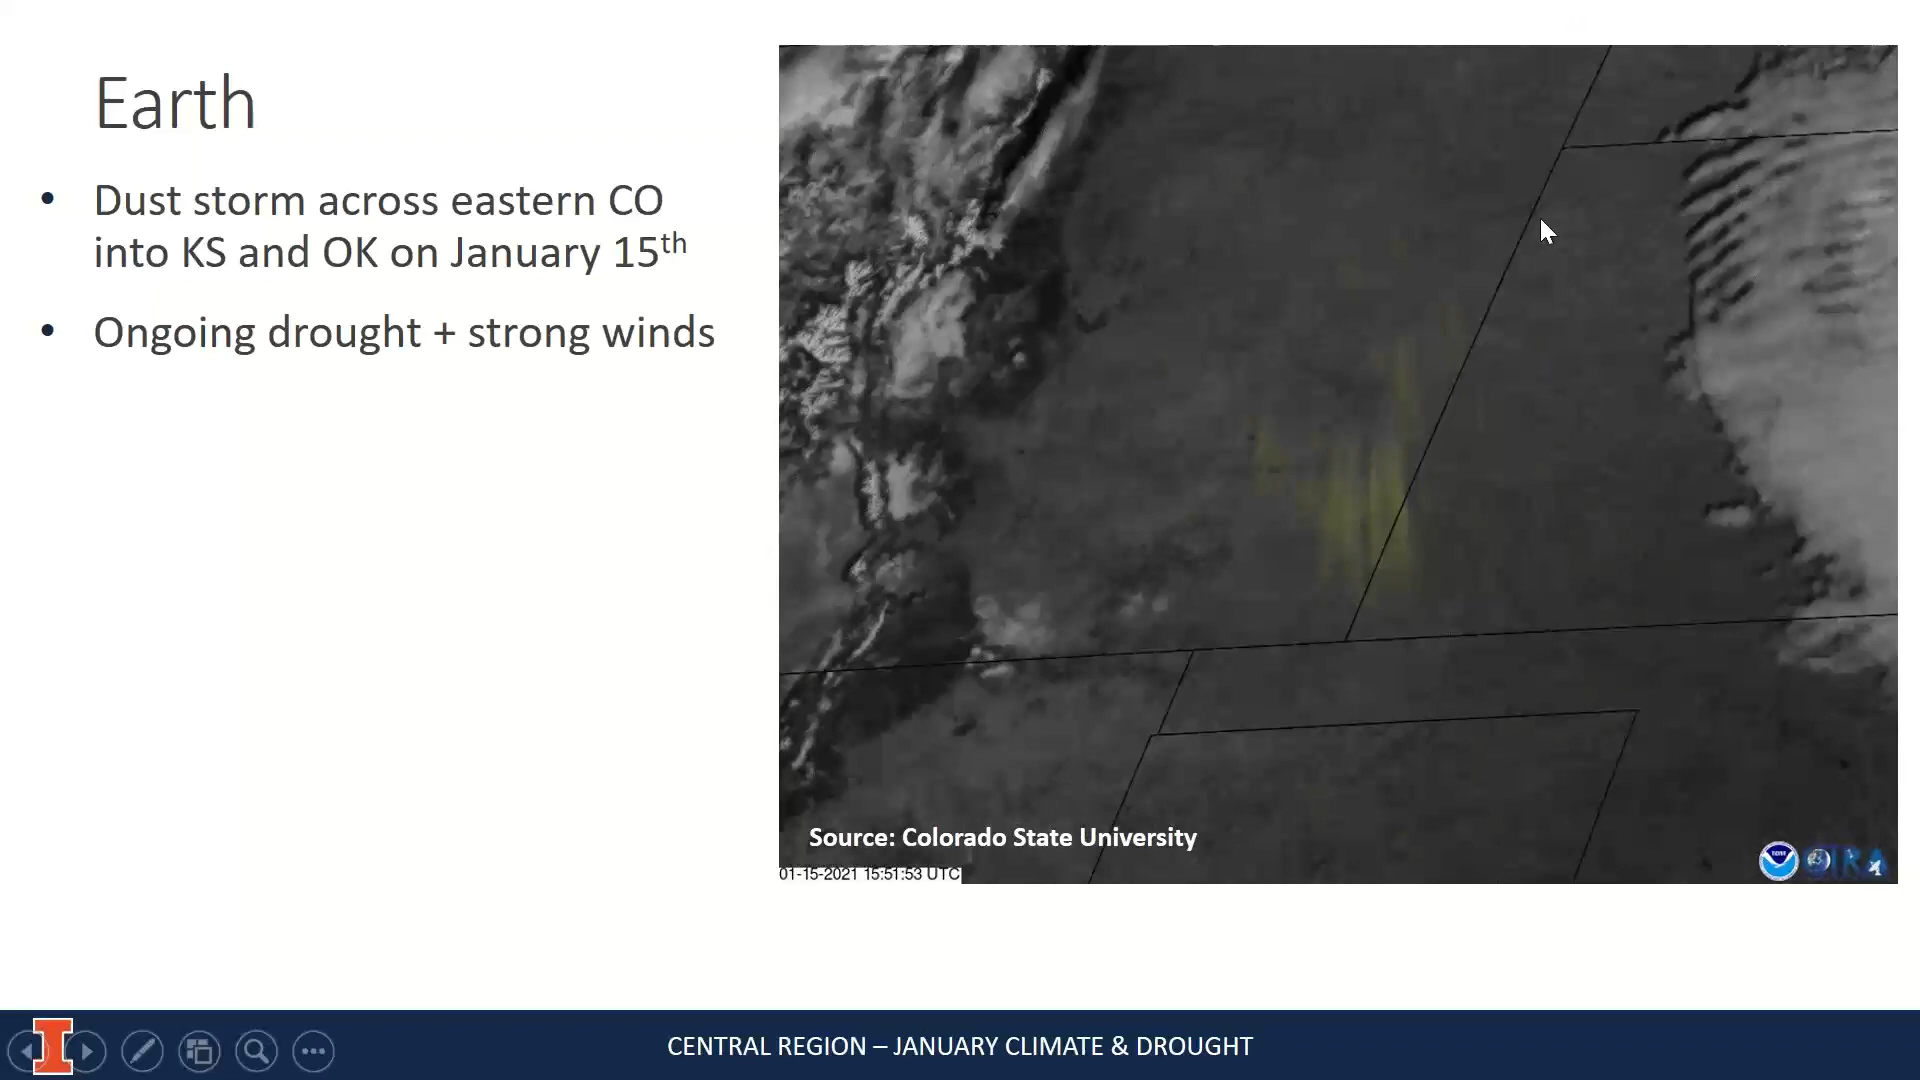 Earth
• Dust storm across eastern CO
into KS and OK on January 15th
• Ongoing drought + strong winds
Source: Colorado State University
01-15-2021 15:51:53 UTC
CIRA
CENTRAL REGION – JANUARY CLIMATE & DROUGHT